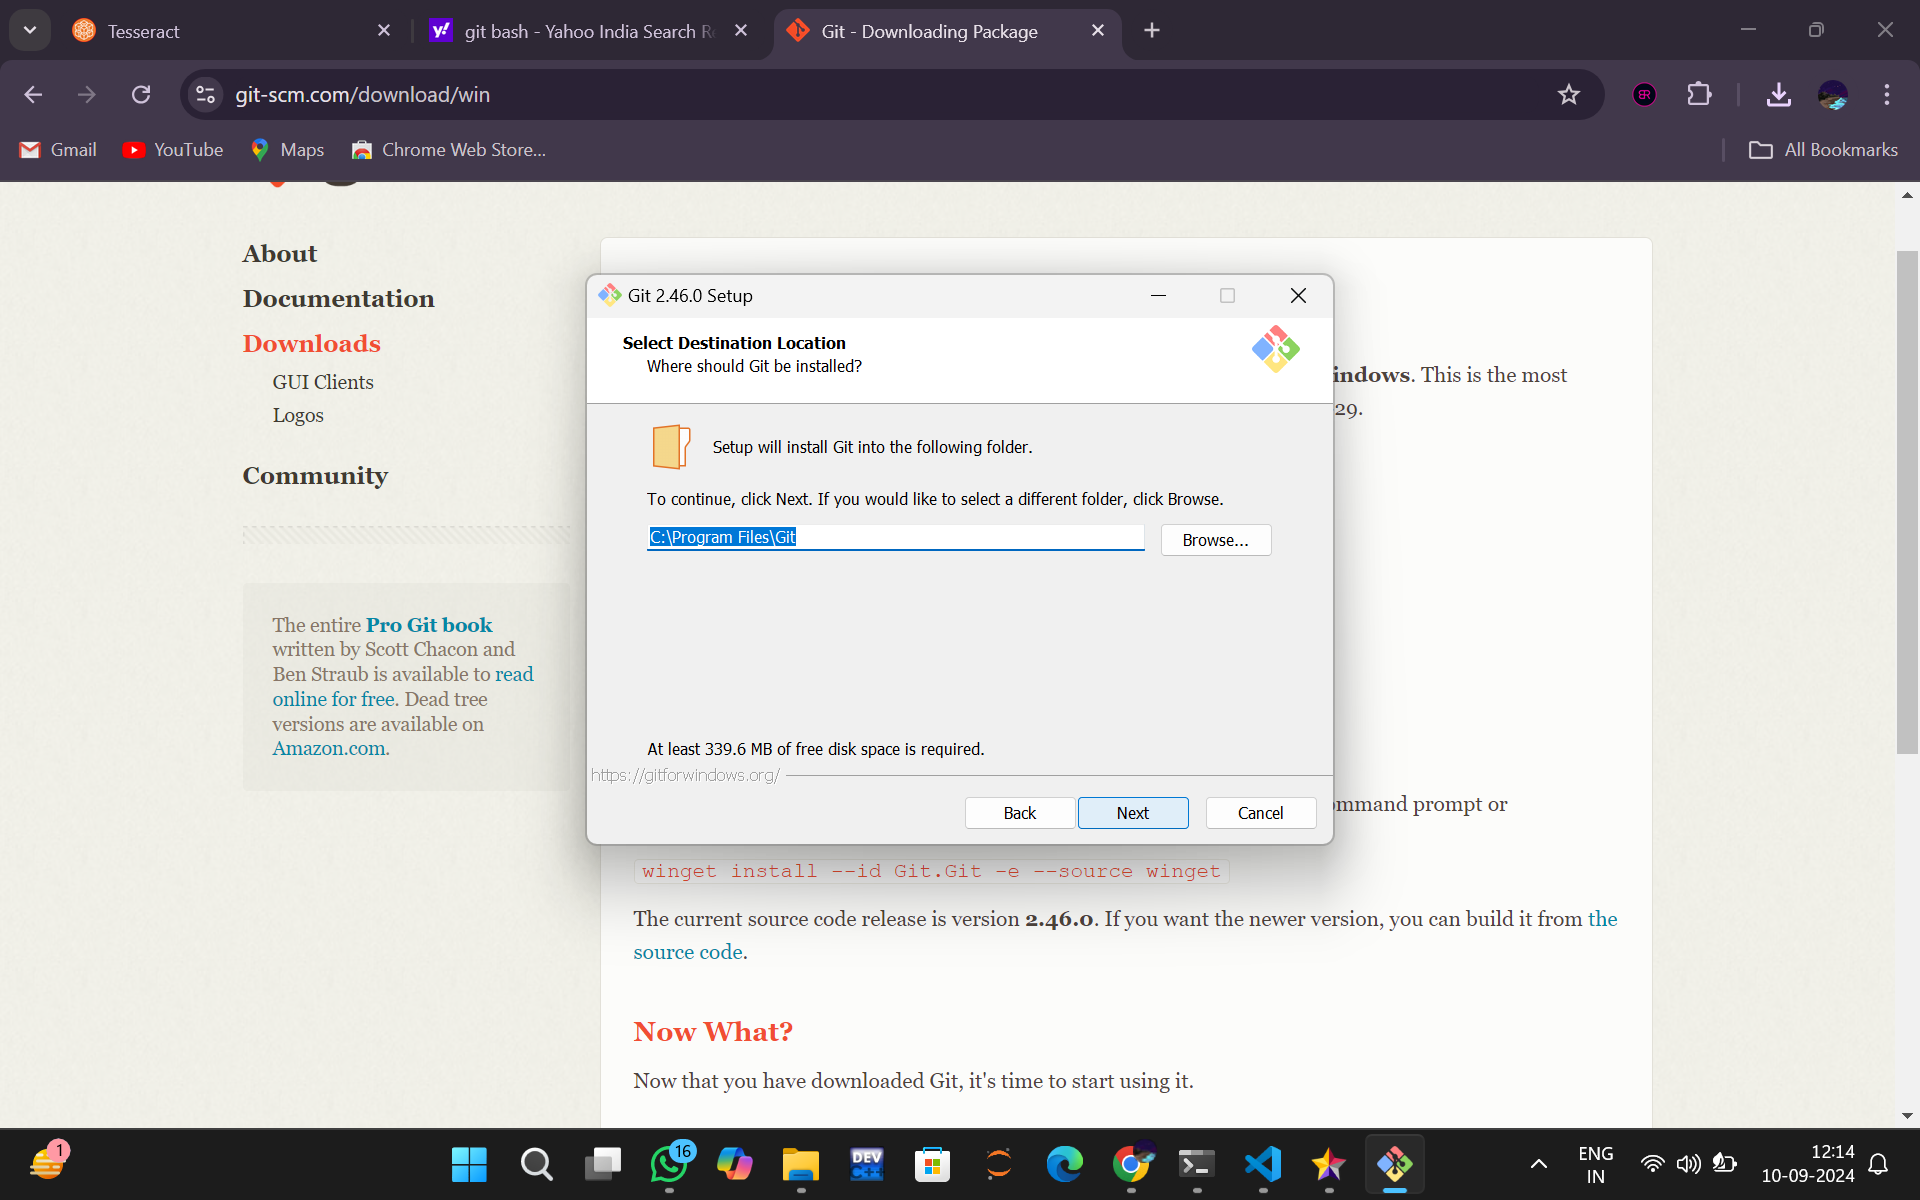 Tesseract
git bash - Yahoo India Search R
Git - Downloading Package
git-scm.com/download/win
Gmail
YouTube
Maps
Chrome Web Store...
All Bookmarks
About
Documentation
Downloads
GUI Clients
Logos
Community
The entire Pro Git book
written by Scott Chacon and
Ben Straub is available to read
online for free. Dead tree
versions are available on
Amazon.com.
Git 2.46.0 Setup
Select Destination Location
Where should Git be installed?
Setup will install Git into the following folder.
To continue, click Next. If you would like to select a different folder, click Browse.
C:\Program Files\Git
Browse...
At least 339.6 MB of free disk space is required.
https://gitforwindows.org/
Back
Next
Cancel
indows. This is the most
29.
ommand prompt or
winget install --id Git.Git -e --source winget
The current source code release is version 2.46.0. If you want the newer version, you can build it from the
source code.
Now What?
Now that you have downloaded Git, it's time to start using it.
1
16
DEV
C++
ENG
IN
12:14
10-09-2024